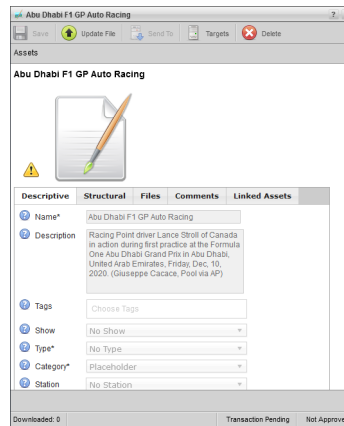 Abu Dhabi F1 GP Auto Racing ?
Save Update File Send To Targets Delete
Assets
Abu Dhabi F1 GP Auto Racing
Descriptive Structural Files Comments Linked Assets
? Name* Abu Dhabi F1 GP Auto Racing
? Description Racing Point driver Lance Stroll of Canada
in action during first practice at the Formula
One Abu Dhabi Grand Prix in Abu Dhabi,
United Arab Emirates, Friday, Dec, 10,
2020. (Giuseppe Cacace, Pool via AP)
? Tags Choose Tags
? Show No Show
? Type* No Type
? Category* Placeholder
? Station No Station
Downloaded: 0 Transaction Pending Not Approve